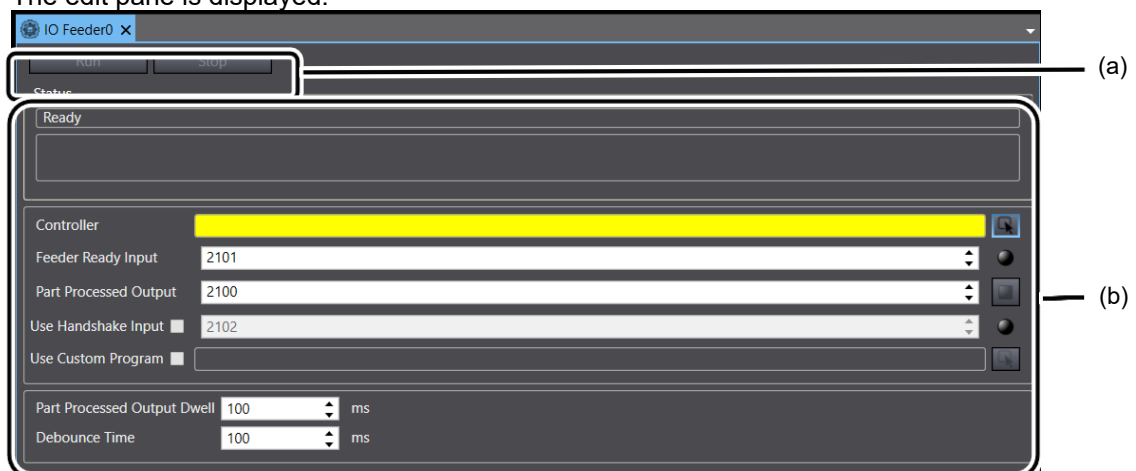 The edit pane is displayed.
IO Feeder0
(a)
Run Stop
Status
Ready
Controller
Feeder Ready Input 2101
Part Processed Output 2100
(b)
Use Handshake Input 2102
Use Custom Program
Part Processed Output Dwell 100 ms
Debounce Time 100 ms